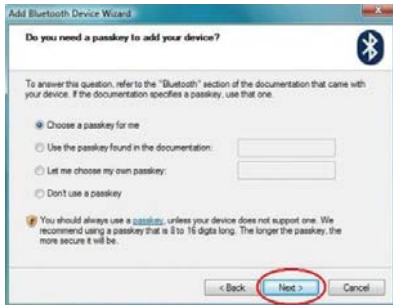 Add Bluetooth Device Wizard
Do you need a passkey to add your device?
To answer this question, refer to the "Bluetooth" section of the documentation that came with
your device. If the documentation specifies a passkey, use that one.
Choose a passkey for me
Use the passkey found in the documentation:
Let me choose my own passkey:
Don't use a passkey
You should always use a passkey, unless your device does not support one. We
recommend using a passkey that is 8 to 16 digits long. The longer the passkey, the
more secure it will be.
< Back Next > Cancel